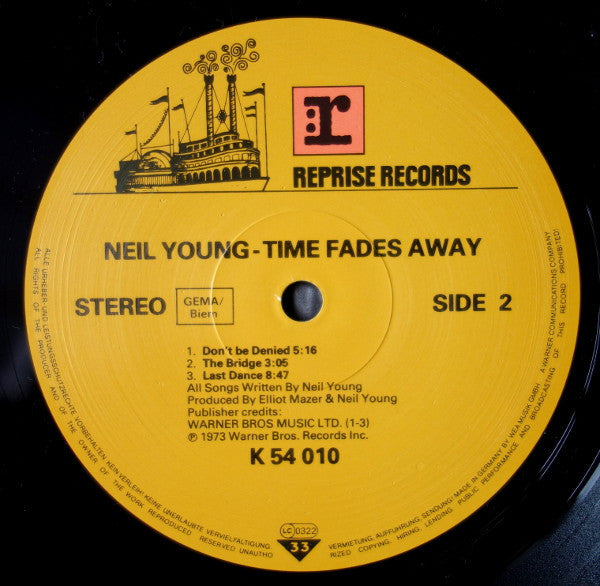 r
REPRISE RECORDS
NEIL YOUNG - TIME FADES AWAY
STEREO
GEMA/
Biem
SIDE 2
1. Don't be Denied 5:16
2. The Bridge 3:05
3. Last Dance 8:47
All Songs Written By Neil Young
Produced By Elliot Mazer & Neil Young
Publisher credits:
WARNER BROS MUSIC LTD. (1-3)
℗ 1973 Warner Bros. Records Inc.
K 54 010
LC 0322
33
ALLE URHEBER- UND LEISTUNGSSCHUTZRECHTE VORBEHALTEN. KEIN VERLEIH! KEINE UNERLAUBTE VERVIELFÄLTIGUNG, VERMIETUNG, AUFFÜHRUNG, SENDUNG! MADE IN GERMANY BY WEA MUSIK GMBH · A WARNER COMMUNICATIONS COMPANY
ALL RIGHTS OF THE PRODUCER AND OF THE OWNER OF THE WORK REPRODUCED RESERVED UNAUTHORIZED COPYING, HIRING, LENDING PUBLIC PERFORMANCE AND BROADCASTING OF THIS RECORD PROHIBITED!